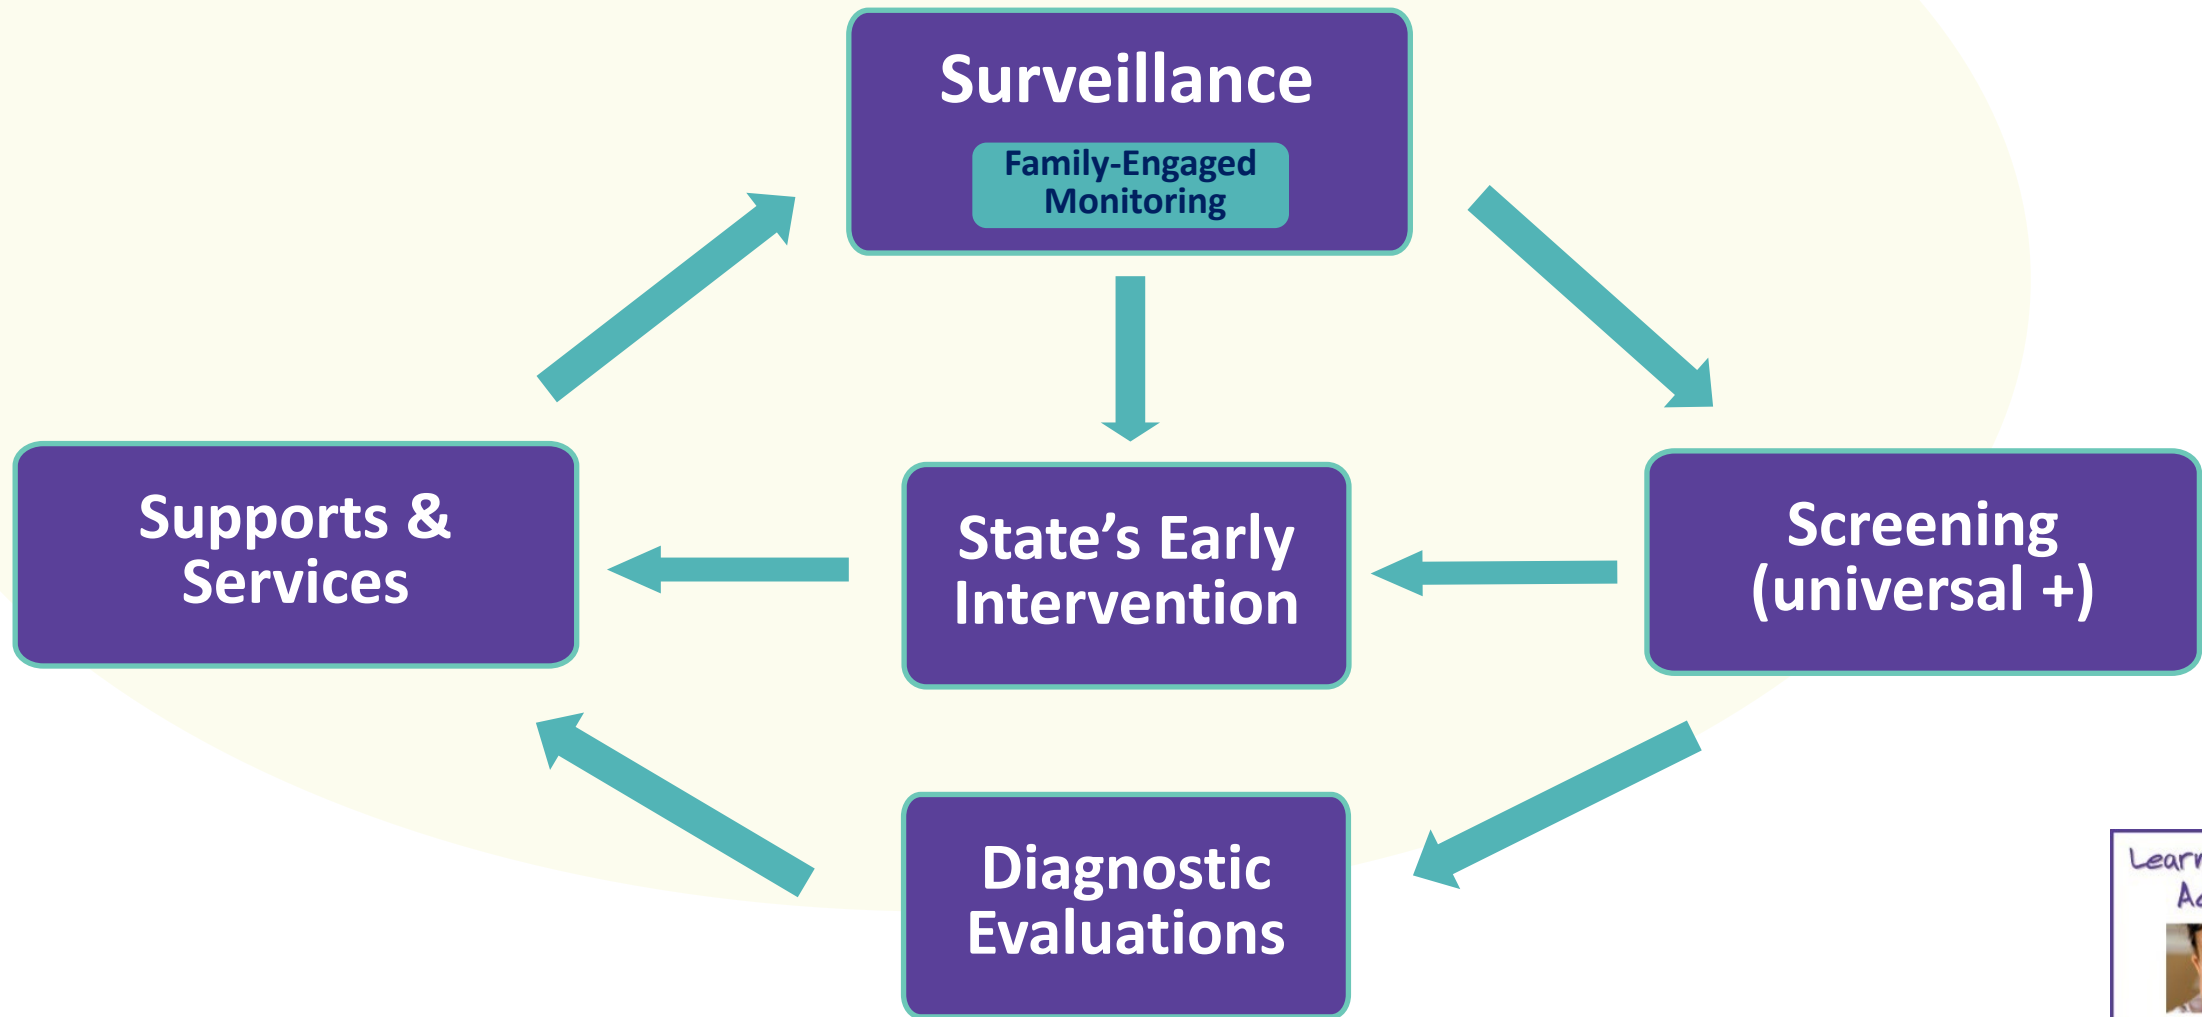 Surveillance
Family-Engaged
Monitoring
Supports &
Services
State’s Early
Intervention
Screening
(universal +)
Diagnostic
Evaluations